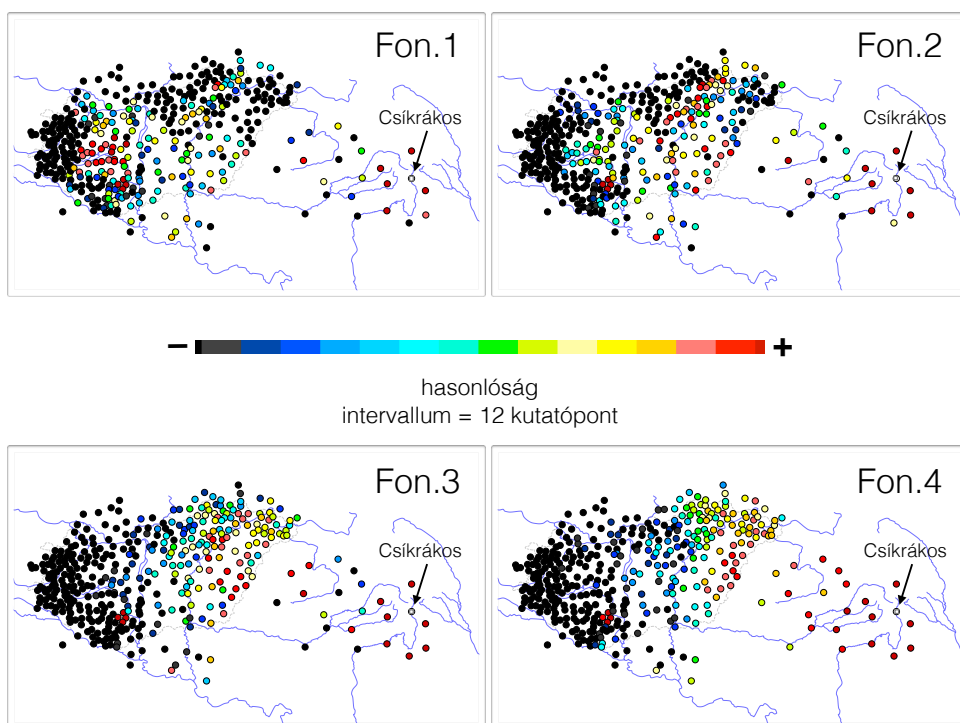 Fon.1
Csíkrákos
Fon.2
Csíkrákos
– +
hasonlóság
intervallum = 12 kutatópont
Fon.3
Csíkrákos
Fon.4
Csíkrákos